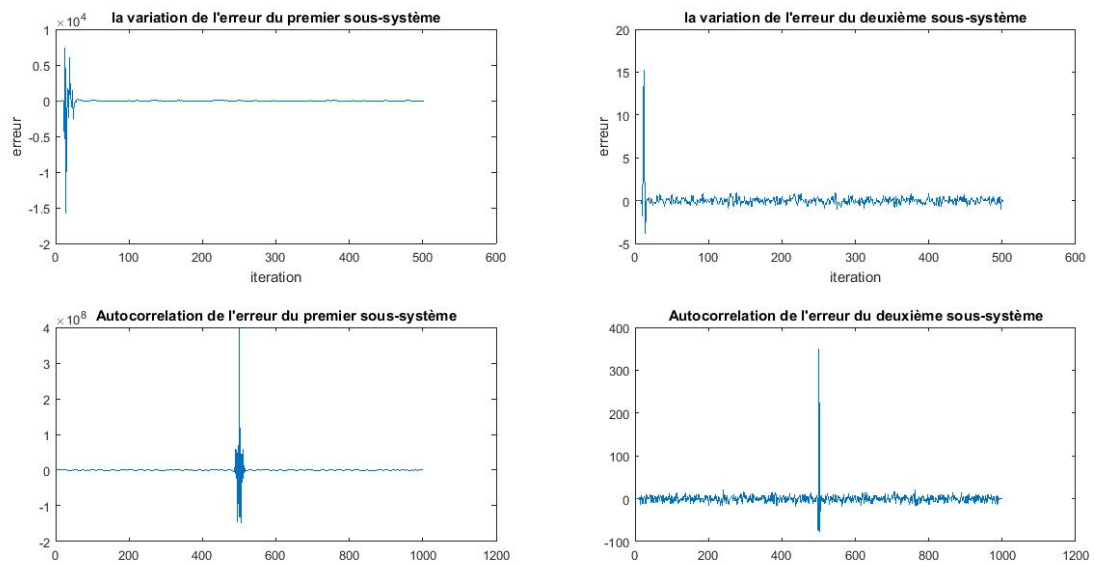 la variation de l'erreur du premier sous-système
×10^4
1
0.5
0
-0.5
-1
-1.5
-2
erreur
0 100 200 300 400 500 600
iteration
la variation de l'erreur du deuxième sous-système
20
15
10
5
0
-5
erreur
0 100 200 300 400 500 600
iteration
Autocorrelation de l'erreur du premier sous-système
×10^8
4
3
2
1
0
-1
-2
0 200 400 600 800 1000 1200
Autocorrelation de l'erreur du deuxième sous-système
400
300
200
100
0
-100
0 200 400 600 800 1000 1200